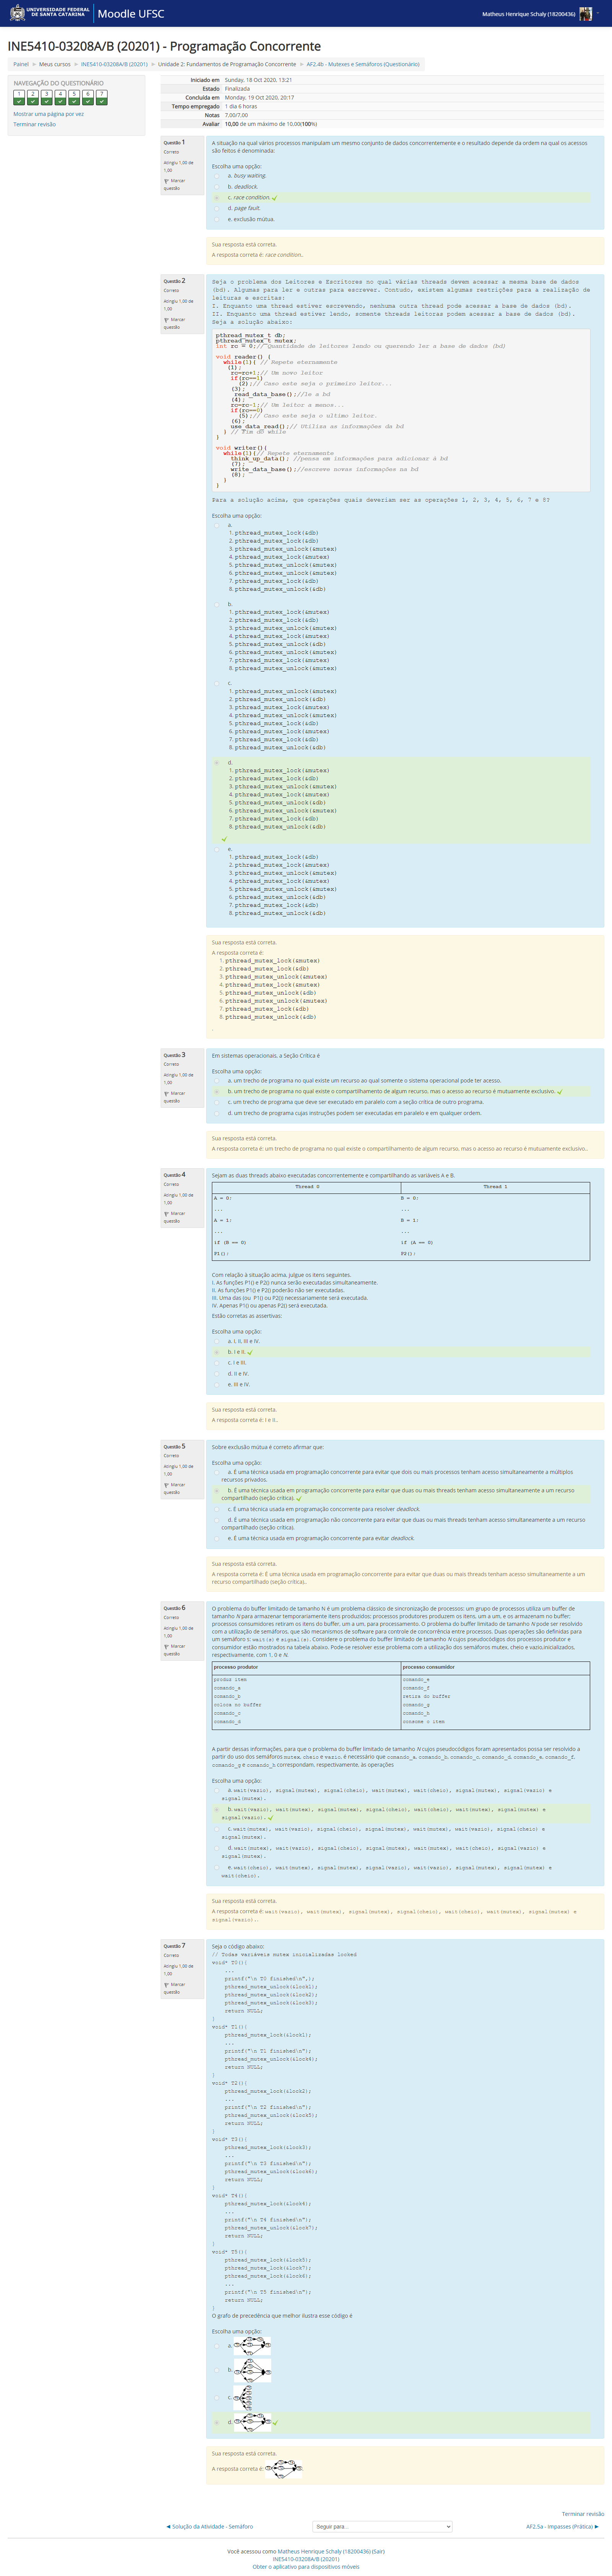 UNIVERSIDADE FEDERAL
DE SANTA CATARINA
Moodle UFSC
Matheus Henrique Schaly (18200436)
INE5410-03208A/B (20201) - Programação Concorrente
Painel ► Meus cursos ► INE5410-03208A/B (20201) ► Unidade 2: Fundamentos de Programação Concorrente ► AF2.4b - Mutexes e Semáforos (Questionário)
NAVEGAÇÃO DO QUESTIONÁRIO
1 2 3 4 5 6 7
Mostrar uma página por vez
Terminar revisão
Iniciado em Sunday, 18 Oct 2020, 13:21
Estado Finalizada
Concluída em Monday, 19 Oct 2020, 20:17
Tempo empregado 1 dia 6 horas
Notas 7,00/7,00
Avaliar 10,00 de um máximo de 10,00(100%)
Questão 1
Correto
Atingiu 1,00 de
1,00
Marcar
questão
A situação na qual vários processos manipulam um mesmo conjunto de dados concorrentemente e o resultado depende da ordem na qual os acessos
são feitos é denominada:
Escolha uma opção:
a. busy waiting.
b. deadlock.
c. race condition.
d. page fault.
e. exclusão mútua.
Sua resposta está correta.
A resposta correta é: race condition..
Questão 2
Correto
Atingiu 1,00 de
1,00
Marcar
questão
Seja o problema dos Leitores e Escritores no qual várias threads devem acessar a mesma base de dados
(bd). Algumas para ler e outras para escrever. Contudo, existem algumas restrições para a realização de
leituras e escritas:
I. Enquanto uma thread estiver escrevendo, nenhuma outra thread pode acessar a base de dados (bd).
II. Enquanto uma thread estiver lendo, somente threads leitoras podem acessar a base de dados (bd).
Seja a solução abaixo:
pthread_mutex_t db;
pthread_mutex_t mutex;
int rc = 0;//Quantidade de leitores lendo ou querendo ler a base de dados (bd)
void reader() {
while(1){ // Repete eternamente
(1);
rc=rc+1;// Um novo leitor
if(rc==1)
(2);// Caso este seja o primeiro leitor...
(3);
read_data_base();//le a bd
(4);
rc=rc-1;// Um leitor a menos...
if(rc==0)
(5);// Caso este seja o ultimo leitor.
(6);
use_data_read();// Utiliza as informações da bd
} // Fim do while
}
void writer(){
while(1){// Repete eternamente
think_up_data(); //pensa em informações para adicionar à bd
(7);
write_data_base();//escreve novas informações na bd
(8);
}
}
Para a solução acima, que operações quais deveriam ser as operações 1, 2, 3, 4, 5, 6, 7 e 8?
Escolha uma opção:
a.
1. pthread_mutex_lock(&db)
2. pthread_mutex_lock(&db)
3. pthread_mutex_unlock(&mutex)
4. pthread_mutex_lock(&mutex)
5. pthread_mutex_unlock(&mutex)
6. pthread_mutex_unlock(&mutex)
7. pthread_mutex_lock(&db)
8. pthread_mutex_unlock(&db)
b.
1. pthread_mutex_lock(&mutex)
2. pthread_mutex_lock(&db)
3. pthread_mutex_unlock(&mutex)
4. pthread_mutex_lock(&mutex)
5. pthread_mutex_unlock(&db)
6. pthread_mutex_unlock(&mutex)
7. pthread_mutex_lock(&mutex)
8. pthread_mutex_unlock(&mutex)
c.
1. pthread_mutex_lock(&mutex)
2. pthread_mutex_unlock(&db)
3. pthread_mutex_lock(&mutex)
4. pthread_mutex_unlock(&mutex)
5. pthread_mutex_unlock(&db)
6. pthread_mutex_unlock(&mutex)
7. pthread_mutex_lock(&db)
8. pthread_mutex_unlock(&db)
d.
1. pthread_mutex_lock(&mutex)
2. pthread_mutex_lock(&db)
3. pthread_mutex_unlock(&mutex)
4. pthread_mutex_lock(&mutex)
5. pthread_mutex_unlock(&db)
6. pthread_mutex_unlock(&mutex)
7. pthread_mutex_lock(&db)
8. pthread_mutex_unlock(&db)
e.
1. pthread_mutex_lock(&db)
2. pthread_mutex_lock(&mutex)
3. pthread_mutex_unlock(&mutex)
4. pthread_mutex_lock(&mutex)
5. pthread_mutex_unlock(&mutex)
6. pthread_mutex_unlock(&db)
7. pthread_mutex_lock(&db)
8. pthread_mutex_unlock(&db)
Sua resposta está correta.
A resposta correta é:
1. pthread_mutex_lock(&mutex)
2. pthread_mutex_lock(&db)
3. pthread_mutex_unlock(&mutex)
4. pthread_mutex_lock(&mutex)
5. pthread_mutex_unlock(&db)
6. pthread_mutex_unlock(&mutex)
7. pthread_mutex_lock(&db)
8. pthread_mutex_unlock(&db)
.
Questão 3
Correto
Atingiu 1,00 de
1,00
Marcar
questão
Em sistemas operacionais, a Seção Crítica é
Escolha uma opção:
a. um trecho de programa no qual existe um recurso ao qual somente o sistema operacional pode ter acesso.
b. um trecho de programa no qual existe o compartilhamento de algum recurso, mas o acesso ao recurso é mutuamente exclusivo.
c. um trecho de programa que deve ser executado em paralelo com a seção crítica de outro programa.
d. um trecho de programa cujas instruções podem ser executadas em paralelo e em qualquer ordem.
Sua resposta está correta.
A resposta correta é: um trecho de programa no qual existe o compartilhamento de algum recurso, mas o acesso ao recurso é mutuamente exclusivo..
Questão 4
Correto
Atingiu 1,00 de
1,00
Marcar
questão
Sejam as duas threads abaixo executadas concorrentemente e compartilhando as variáveis A e B.
Thread 0 Thread 1
A = 0; B = 0;
... ...
A = 1; B = 1;
... ...
if (B == 0) if (A == 0)
P1(); P2();
Com relação à situação acima, julgue os itens seguintes.
I. As funções P1() e P2() nunca serão executadas simultaneamente.
II. As funções P1() e P2() poderão não ser executadas.
III. Uma das (ou P1() ou P2()) necessariamente será executada.
IV. Apenas P1() ou apenas P2() será executada.
Estão corretas as assertivas:
Escolha uma opção:
a. I, II, III e IV.
b. I e II.
c. I e III.
d. II e IV.
e. III e IV.
Sua resposta está correta.
A resposta correta é: I e II..
Questão 5
Correto
Atingiu 1,00 de
1,00
Marcar
questão
Sobre exclusão mútua é correto afirmar que:
Escolha uma opção:
a. É uma técnica usada em programação concorrente para evitar que dois ou mais processos tenham acesso simultaneamente a múltiplos
recursos privados.
b. É uma técnica usada em programação concorrente para evitar que duas ou mais threads tenham acesso simultaneamente a um recurso
compartilhado (seção crítica).
c. É uma técnica usada em programação concorrente para resolver deadlock.
d. É uma técnica usada em programação não concorrente para evitar que duas ou mais threads tenham acesso simultaneamente a um recurso
compartilhado (seção crítica).
e. É uma técnica usada em programação concorrente para evitar deadlock.
Sua resposta está correta.
A resposta correta é: É uma técnica usada em programação concorrente para evitar que duas ou mais threads tenham acesso simultaneamente a um
recurso compartilhado (seção crítica)..
Questão 6
Correto
Atingiu 1,00 de
1,00
Marcar
questão
O problema do buffer limitado de tamanho N é um problema clássico de sincronização de processos: um grupo de processos utiliza um buffer de
tamanho N para armazenar temporariamente itens produzidos; processos produtores produzem os itens, um a um, e os armazenam no buffer;
processos consumidores retiram os itens do buffer, um a um, para processamento. O problema do buffer limitado de tamanho N pode ser resolvido
com a utilização de semáforos, que são mecanismos de software para controle de concorrência entre processos. Duas operações são definidas para
um semáforo s: wait(s) e signal(s). Considere o problema do buffer limitado de tamanho N cujos pseudocódigos dos processos produtor e
consumidor estão mostrados na tabela abaixo. Pode-se resolver esse problema com a utilização dos semáforos mutex, cheio e vazio,inicializados,
respectivamente, com 1, 0 e N.
processo produtor processo consumidor
produz item comando_e
comando_a comando_f
comando_b retira do buffer
coloca no buffer comando_g
comando_c comando_h
comando_d consome o item
A partir dessas informações, para que o problema do buffer limitado de tamanho N cujos pseudocódigos foram apresentados possa ser resolvido a
partir do uso dos semáforos mutex, cheio e vazio, é necessário que comando_a, comando_b, comando_c, comando_d, comando_e, comando_f,
comando_g e comando_h correspondam, respectivamente, às operações
Escolha uma opção:
a. wait(vazio), signal(mutex), signal(cheio), wait(mutex), wait(cheio), signal(mutex), signal(vazio) e
signal(vazio).
b. wait(vazio), wait(mutex), signal(mutex), signal(cheio), wait(cheio), wait(mutex), signal(mutex) e
signal(vazio).
c. wait(mutex), wait(vazio), signal(cheio), signal(mutex), wait(mutex), wait(vazio), signal(cheio) e
signal(mutex).
d. wait(mutex), wait(vazio), signal(cheio), signal(mutex), wait(mutex), wait(cheio), signal(vazio) e
signal(mutex).
e. wait(cheio), wait(mutex), signal(mutex), signal(vazio), wait(vazio), signal(mutex), signal(mutex) e
wait(cheio).
Sua resposta está correta.
A resposta correta é: wait(vazio), wait(mutex), signal(mutex), signal(cheio), wait(cheio), wait(mutex), signal(mutex) e
signal(vazio)..
Questão 7
Correto
Atingiu 1,00 de
1,00
Marcar
questão
Seja o código abaixo:
// Todas variáveis mutex inicializadas locked
void* T0(){
...
printf("\n T0 finished\n",);
pthread_mutex_unlock(&lock1);
pthread_mutex_unlock(&lock2);
pthread_mutex_unlock(&lock3);
return NULL;
}
void* T1(){
pthread_mutex_lock(&lock1);
...
printf("\n T1 finished\n");
pthread_mutex_unlock(&lock4);
return NULL;
}
void* T2(){
pthread_mutex_lock(&lock2);
...
printf("\n T2 finished\n");
pthread_mutex_unlock(&lock5);
return NULL;
}
void* T3(){
pthread_mutex_lock(&lock3);
...
printf("\n T3 finished\n");
pthread_mutex_unlock(&lock6);
return NULL;
}
void* T4(){
pthread_mutex_lock(&lock4);
...
printf("\n T4 finished\n");
pthread_mutex_unlock(&lock7);
return NULL;
}
void* T5(){
pthread_mutex_lock(&lock5);
pthread_mutex_lock(&lock7);
pthread_mutex_lock(&lock6);
...
printf("\n T5 finished\n");
return NULL;
}
O grafo de precedência que melhor ilustra esse código é
Escolha uma opção:
a.
b.
c.
d.
Sua resposta está correta.
A resposta correta é:
Terminar revisão
◄ Solução da Atividade - Semáforo
Seguir para...
AF2.5a - Impasses (Prática) ►
Você acessou como Matheus Henrique Schaly (18200436) (Sair)
INE5410-03208A/B (20201)
Obter o aplicativo para dispositivos móveis